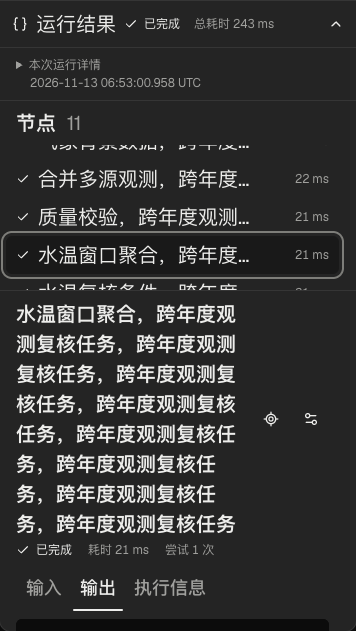 {} 运行结果 ✓ 已完成 总耗时 243 ms
▶ 本次运行详情
2026-11-13 06:53:00.958 UTC
节点 11
✓ 合并多源观测，跨年度... 22 ms
✓ 质量校验，跨年度观测... 21 ms
✓ 水温窗口聚合，跨年度... 21 ms
水温窗口聚合，跨年度观
测复核任务，跨年度观测
复核任务，跨年度观测复
核任务，跨年度观测复核
任务，跨年度观测复核任
务，跨年度观测复核任
务，跨年度观测复核任
务，跨年度观测复核任务
✓ 已完成 耗时 21 ms 尝试 1 次
输入 输出 执行信息